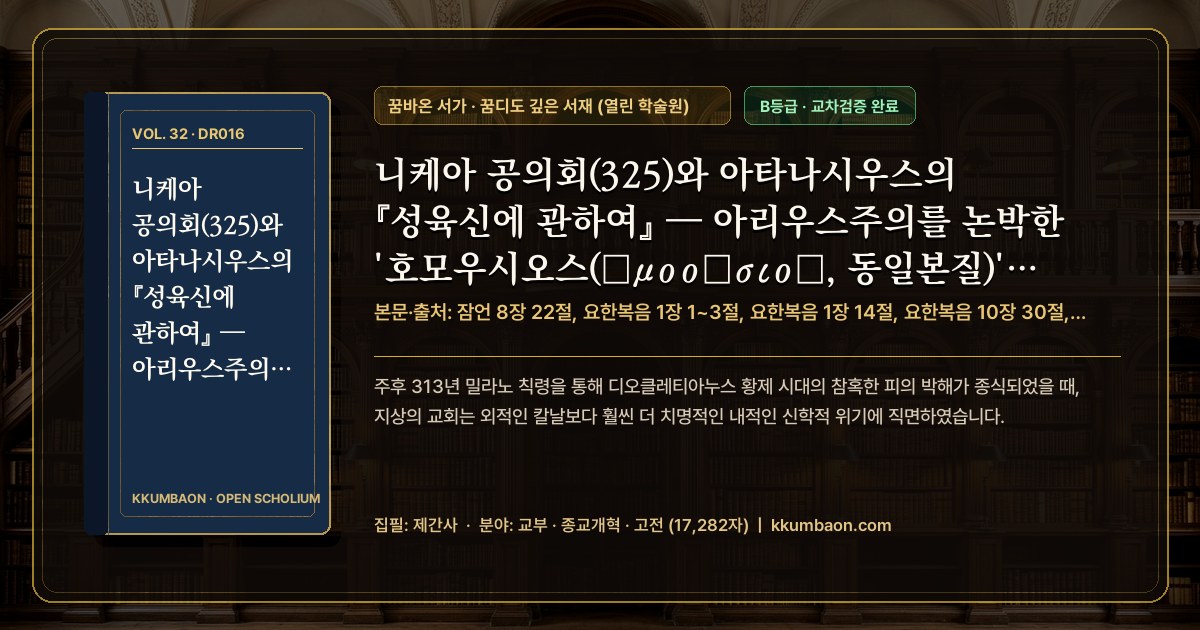 VOL. 32 · DR016
니케아
공의회(325)와
아타나시우스의
『성육신에
관하여』 —
아리우스주의…
KKUMBAON · OPEN SCHOLIUM
꿈바온 서가 · 꿈디도 깊은 서재 (열린 학술원)
B등급 · 교차검증 완료
니케아 공의회(325)와 아타나시우스의
『성육신에 관하여』 — 아리우스주의를 논박한
'호모우시오스(□μοο□σιο□, 동일본질)'…
본문·출처: 잠언 8장 22절, 요한복음 1장 1~3절, 요한복음 1장 14절, 요한복음 10장 30절,…
주후 313년 밀라노 칙령을 통해 디오클레티아누스 황제 시대의 참혹한 피의 박해가 종식되었을 때,
지상의 교회는 외적인 칼날보다 훨씬 더 치명적인 내적인 신학적 위기에 직면하였습니다.
집필: 제간사 · 분야: 교부 · 종교개혁 · 고전 (17,282자) | kkumbaon.com